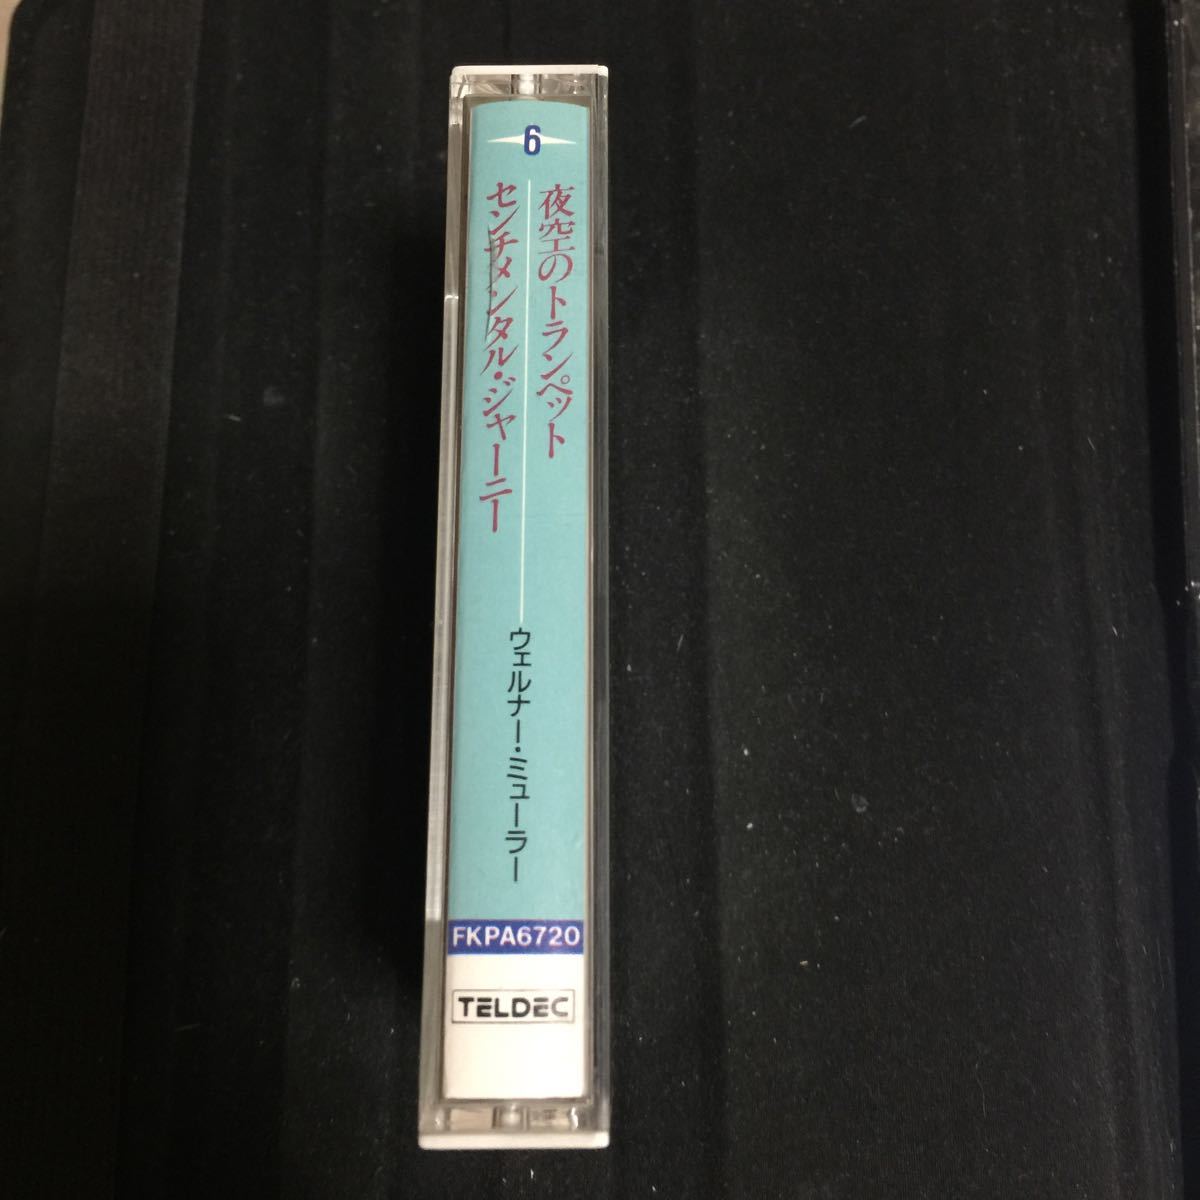 6
夜空のトランペット
センチメンタル・ジャーニー
ウェルナー・ミューラー
FKPA6720
TELDEC